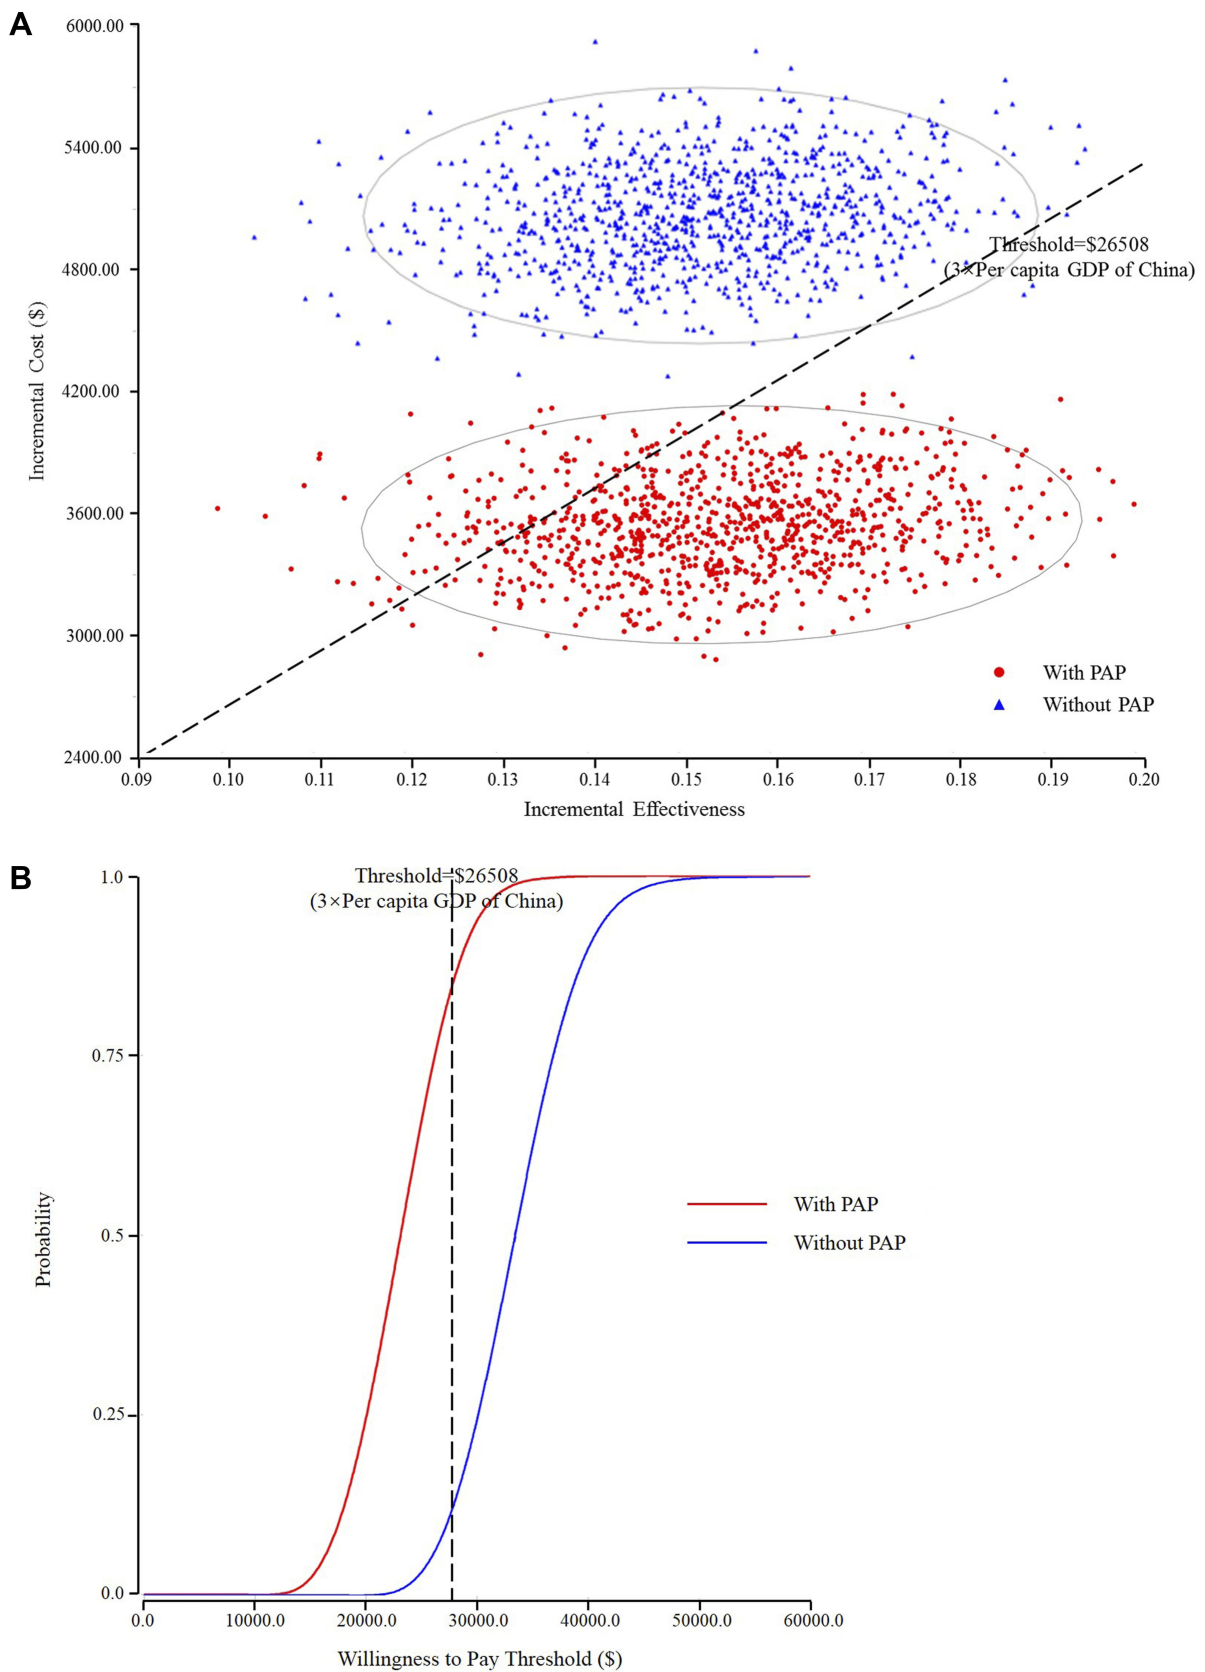 A
6000.00
5400.00
4800.00
4200.00
3600.00
3000.00
2400.00
Incremental Cost ($)
Threshold=$26508
(3×Per capita GDP of China)
With PAP
Without PAP
0.09 0.10 0.11 0.12 0.13 0.14 0.15 0.16 0.17 0.18 0.19 0.20
Incremental Effectiveness
B
Threshold=$26508
(3×Per capita GDP of China)
1.0
0.75
0.5
0.25
0.0
Probability
With PAP
Without PAP
0.0 10000.0 20000.0 30000.0 40000.0 50000.0 60000.0
Willingness to Pay Threshold ($)